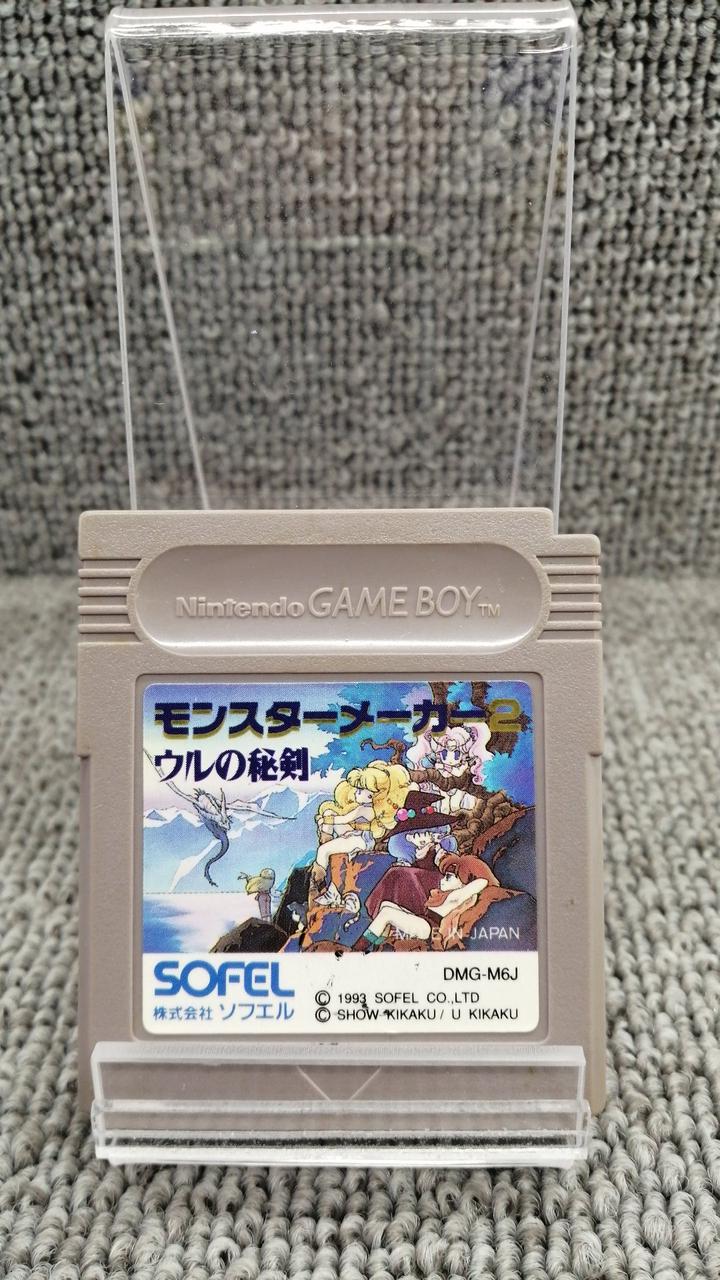 Nintendo GAME BOY TM
モンスターメーカー2
ウルの秘剣
MADE IN JAPAN
SOFEL
株式会社 ソフエル
DMG-M6J
© 1993 SOFEL CO.,LTD
© SHOW KIKAKU / U KIKAKU